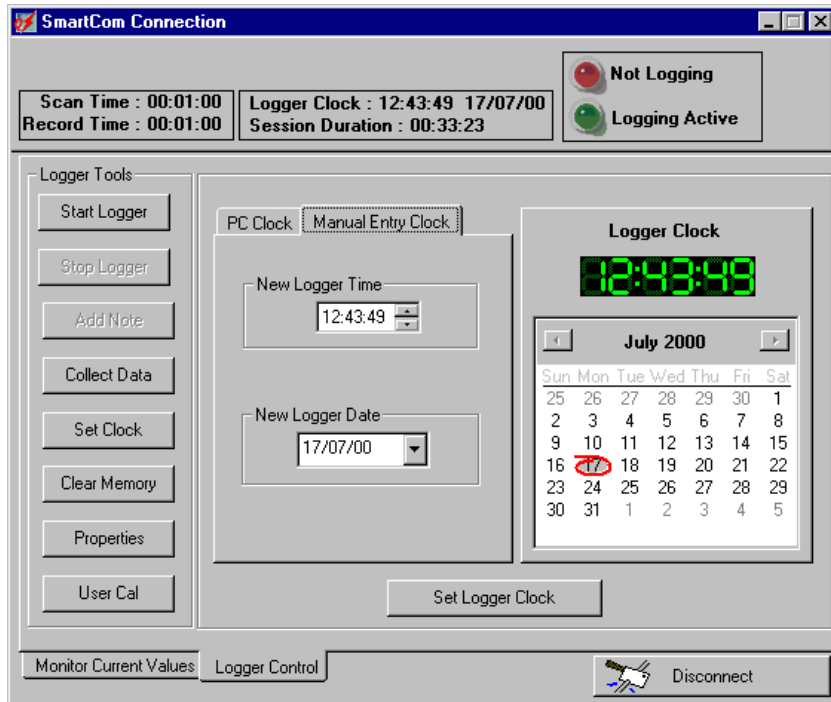 SmartCom Connection
Scan Time : 00:01:00
Record Time : 00:01:00
Logger Clock : 12:43:49 17/07/00
Session Duration : 00:33:23
Not Logging
Logging Active
Logger Tools
Start Logger
Stop Logger
Add Note
Collect Data
Set Clock
Clear Memory
Properties
User Cal
PC Clock
Manual Entry Clock
New Logger Time
12:43:49
New Logger Date
17/07/00
Logger Clock
12:43:49
July 2000
Sun Mon Tue Wed Thu Fri Sat
25 26 27 28 29 30 1
2 3 4 5 6 7 8
9 10 11 12 13 14 15
16 17 18 19 20 21 22
23 24 25 26 27 28 29
30 31 1 2 3 4 5
Set Logger Clock
Monitor Current Values
Logger Control
Disconnect